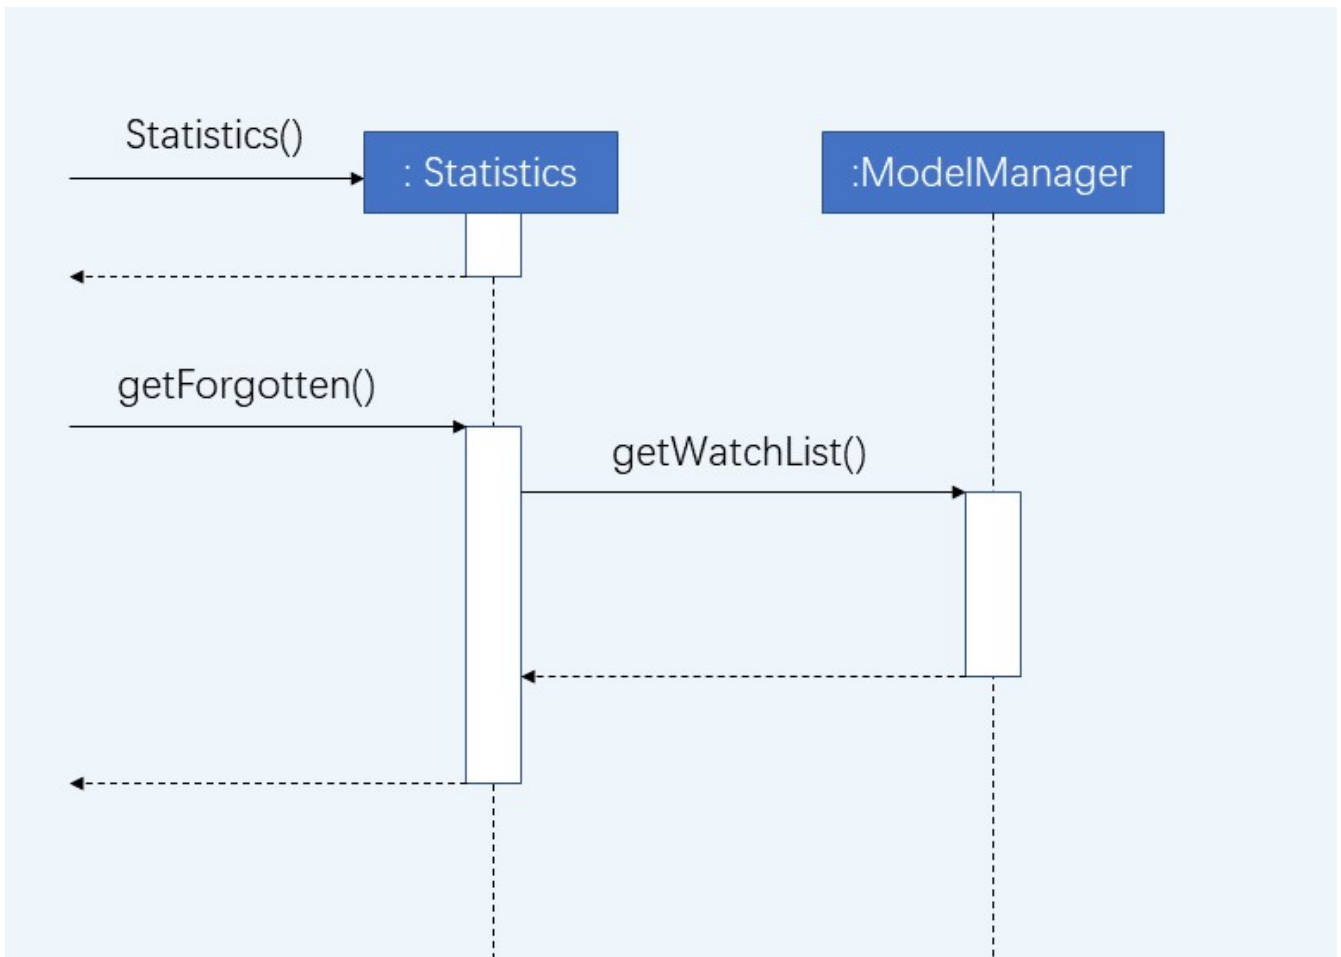 Statistics()
: Statistics
:ModelManager
getForgotten()
getWatchList()